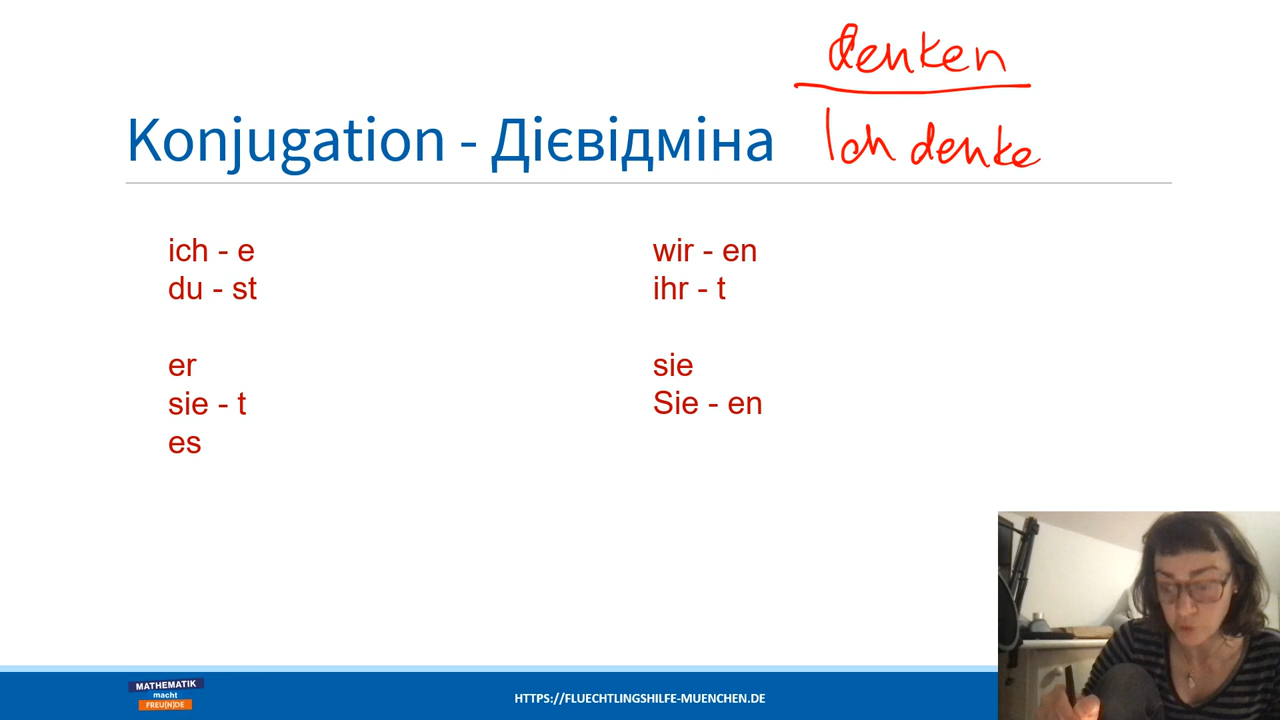 denken
Ich denke
Konjugation - Дієвідміна
ich - e
du - st
er
sie - t
es
wir - en
ihr - t
sie
Sie - en
MATHEMATIK
macht
FREU(N)DE
HTTPS://FLUECHTLINGSHILFE-MUENCHEN.DE